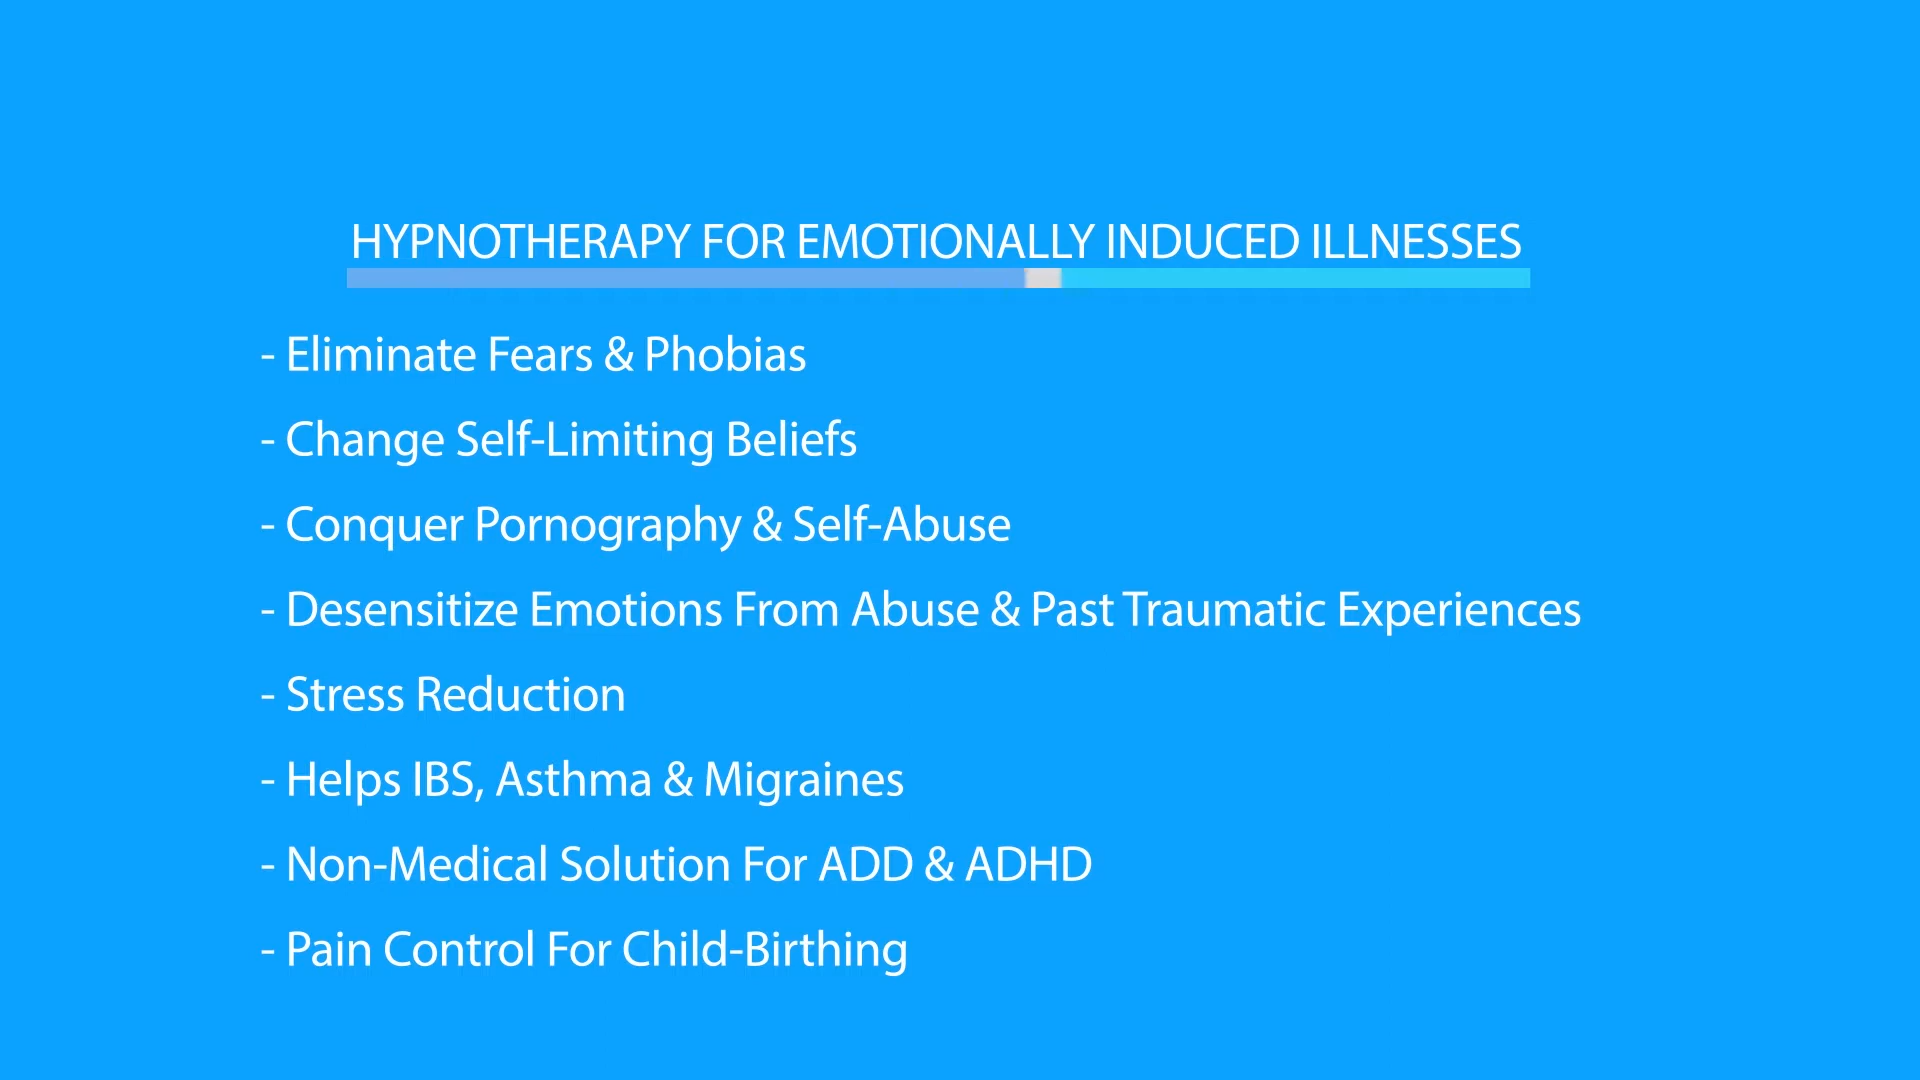 HYPNOTHERAPY FOR EMOTIONALLY INDUCED ILLNESSES
- Eliminate Fears & Phobias
- Change Self-Limiting Beliefs
- Conquer Pornography & Self-Abuse
- Desensitize Emotions From Abuse & Past Traumatic Experiences
- Stress Reduction
- Helps IBS, Asthma & Migraines
- Non-Medical Solution For ADD & ADHD
- Pain Control For Child-Birthing